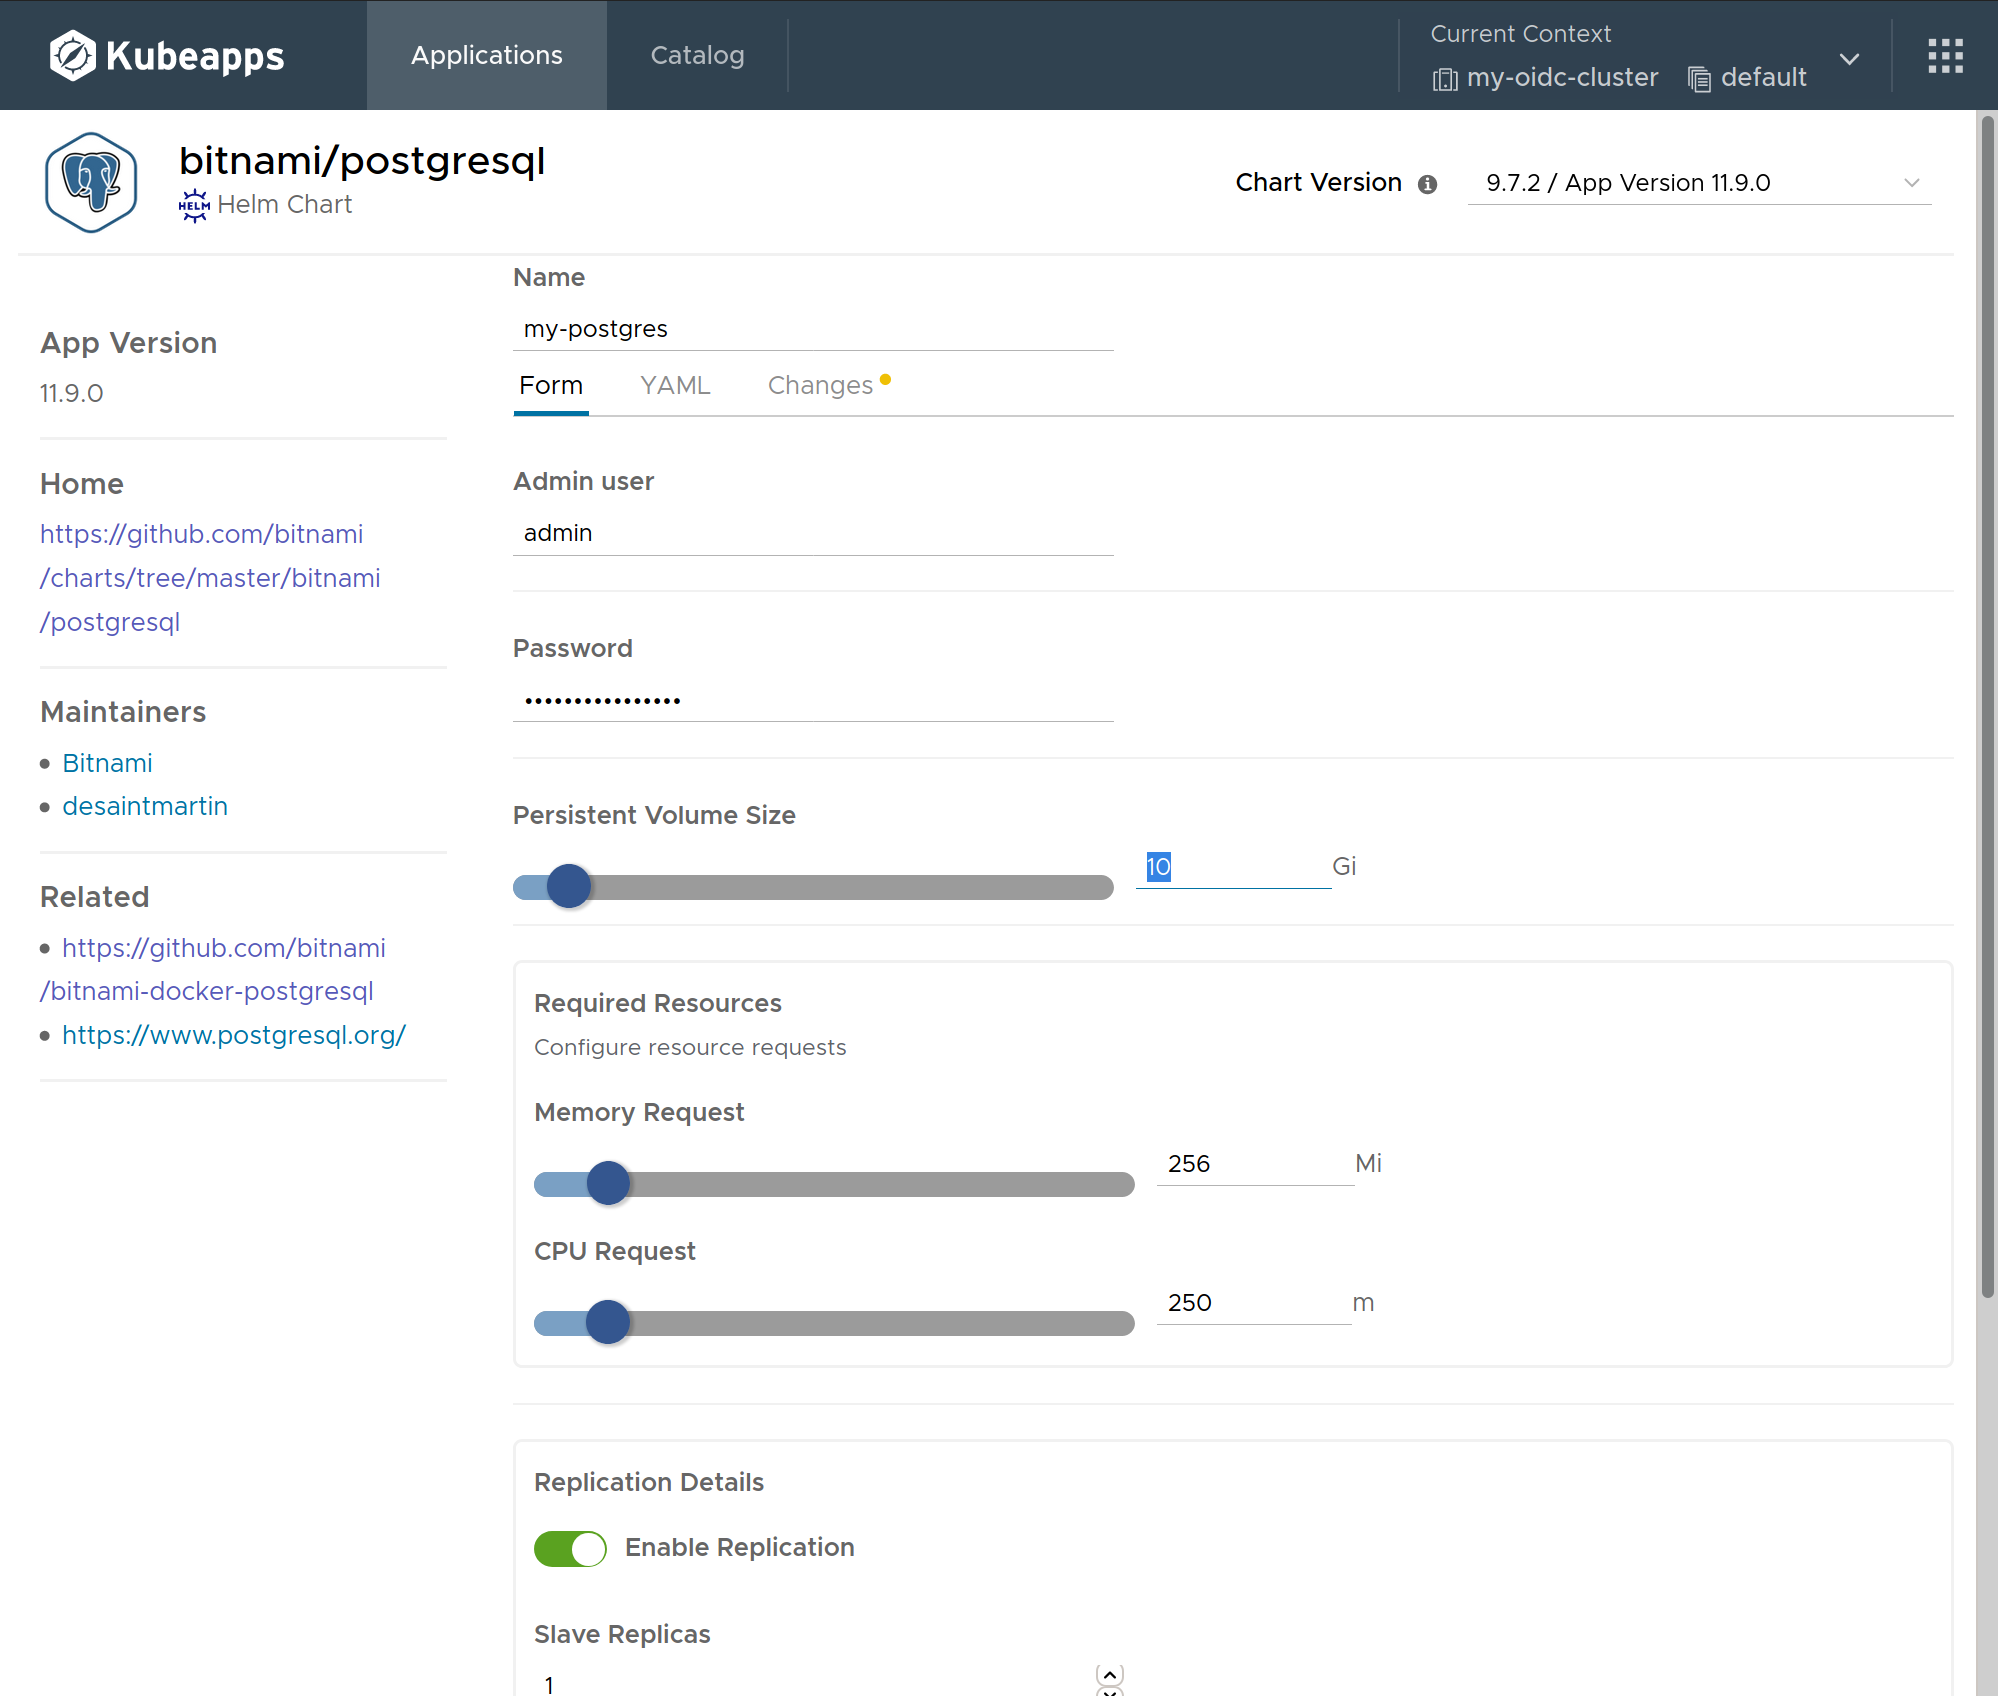 Kubeapps
Applications
Catalog
Current Context
my-oidc-cluster
default
bitnami/postgresql
HELM Helm Chart
Chart Version
9.7.2 / App Version 11.9.0
App Version
11.9.0
Home
https://github.com/bitnami
/charts/tree/master/bitnami
/postgresql
Maintainers
Bitnami
desaintmartin
Related
https://github.com/bitnami
/bitnami-docker-postgresql
https://www.postgresql.org/
Name
my-postgres
Form
YAML
Changes
Admin user
admin
Password
••••••••••••••••
Persistent Volume Size
10 Gi
Required Resources
Configure resource requests
Memory Request
256 Mi
CPU Request
250 m
Replication Details
Enable Replication
Slave Replicas
1